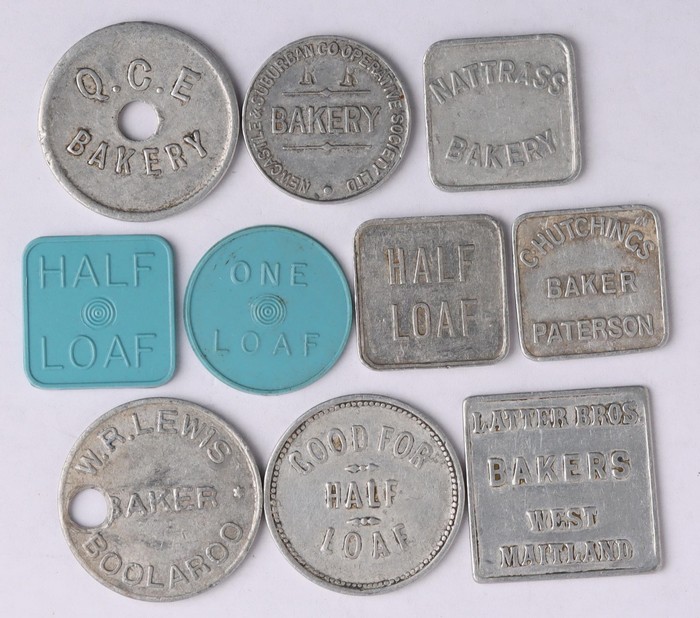 Q.C.E
BAKERY
NEWCASTLE & SUBURBAN CO OPERATIVE SOCIETY LTD
BAKERY
NATTRASS
BAKERY
HALF
LOAF
ONE
LOAF
HALF
LOAF
C HUTCHINGS
BAKER
PATERSON
W.R. LEWIS
BAKER
BOOLAROO
GOOD FOR
HALF
LOAF
LATTER BROS.
BAKERS
WEST
MAITLAND